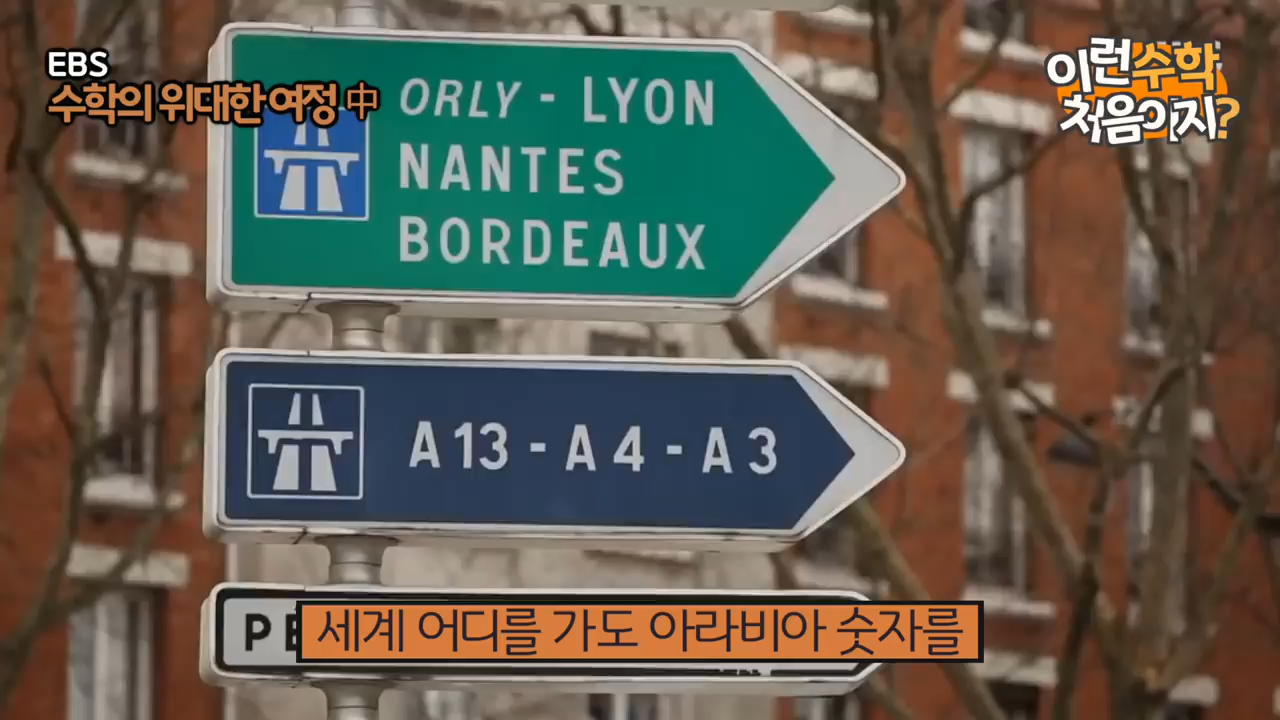 EBS
수학의 위대한 여정 中
이런수학
처음이지?
ORLY - LYON
NANTES
BORDEAUX
A13 - A4 - A3
세계 어디를 가도 아라비아 숫자를